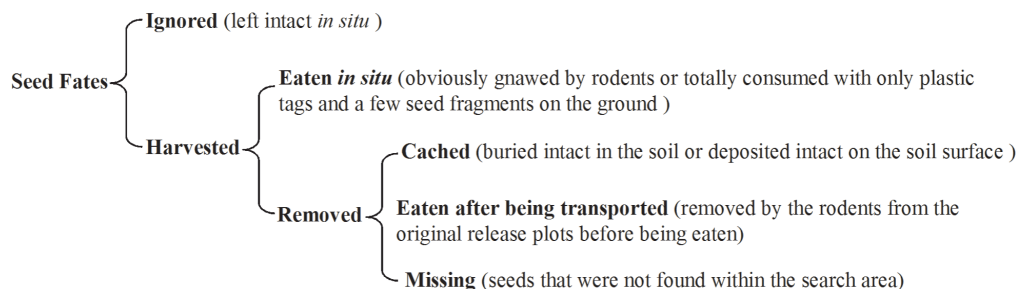 Ignored (left intact in situ )
Seed Fates
Eaten in situ (obviously gnawed by rodents or totally consumed with only plastic
tags and a few seed fragments on the ground )
Harvested
Cached (buried intact in the soil or deposited intact on the soil surface )
Removed
Eaten after being transported (removed by the rodents from the
original release plots before being eaten)
Missing (seeds that were not found within the search area)